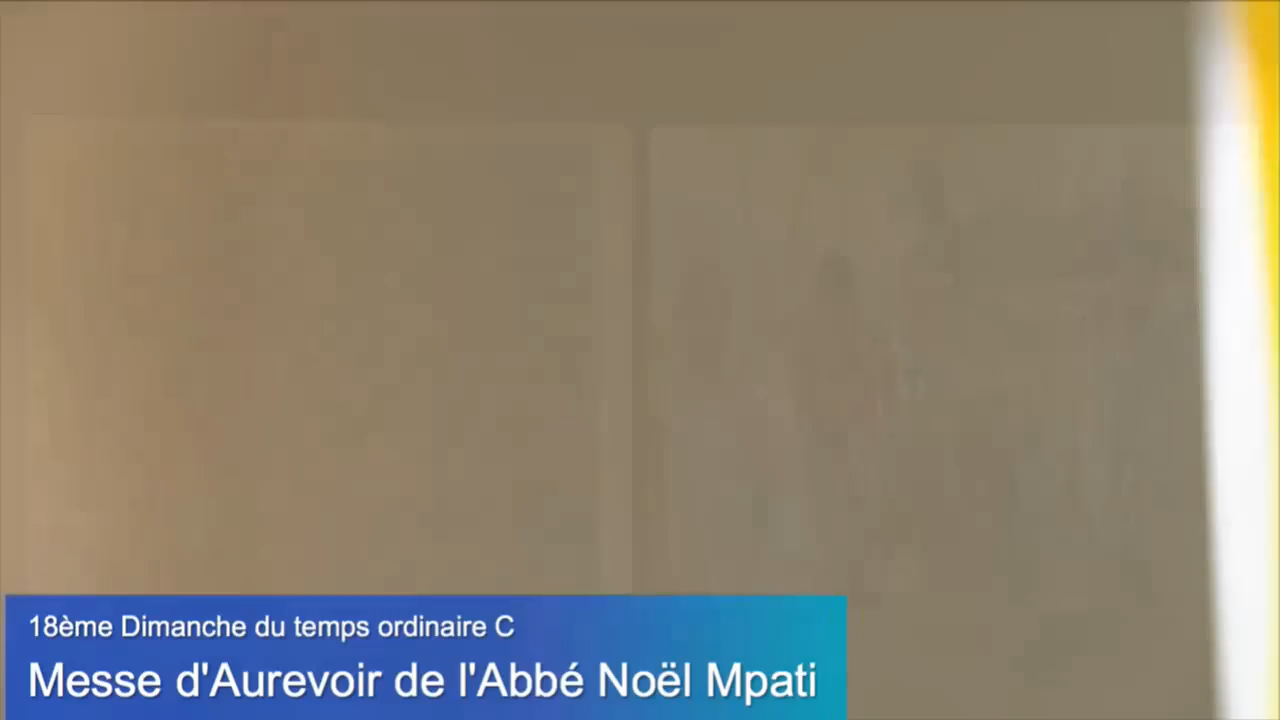 18ème Dimanche du temps ordinaire C
Messe d'Aurevoir de l'Abbé Noël Mpati